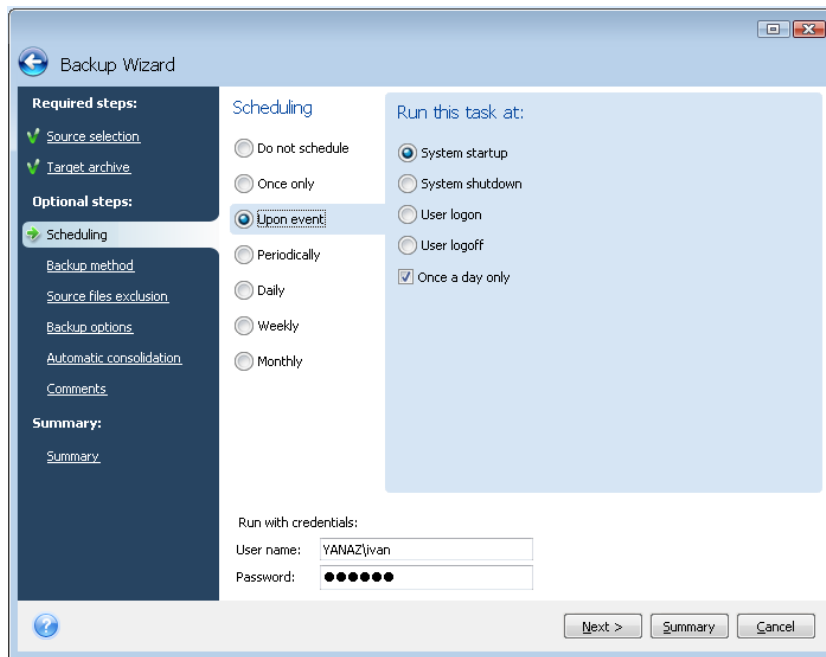 Backup Wizard
Required steps:
Source selection
Target archive
Optional steps:
Scheduling
Backup method
Source files exclusion
Backup options
Automatic consolidation
Comments
Summary:
Summary
Scheduling
Do not schedule
Once only
Upon event
Periodically
Daily
Weekly
Monthly
Run this task at:
System startup
System shutdown
User logon
User logoff
Once a day only
Run with credentials:
User name: YANAZ\ivan
Password: ●●●●●●
?
Next > Summary Cancel